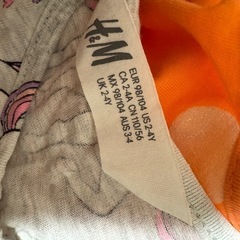 H&M
EUR 98/104 US 2-4Y
CA 2-4A CN 110/56
MX 98/104 AUS 3-4
UK 2-4Y